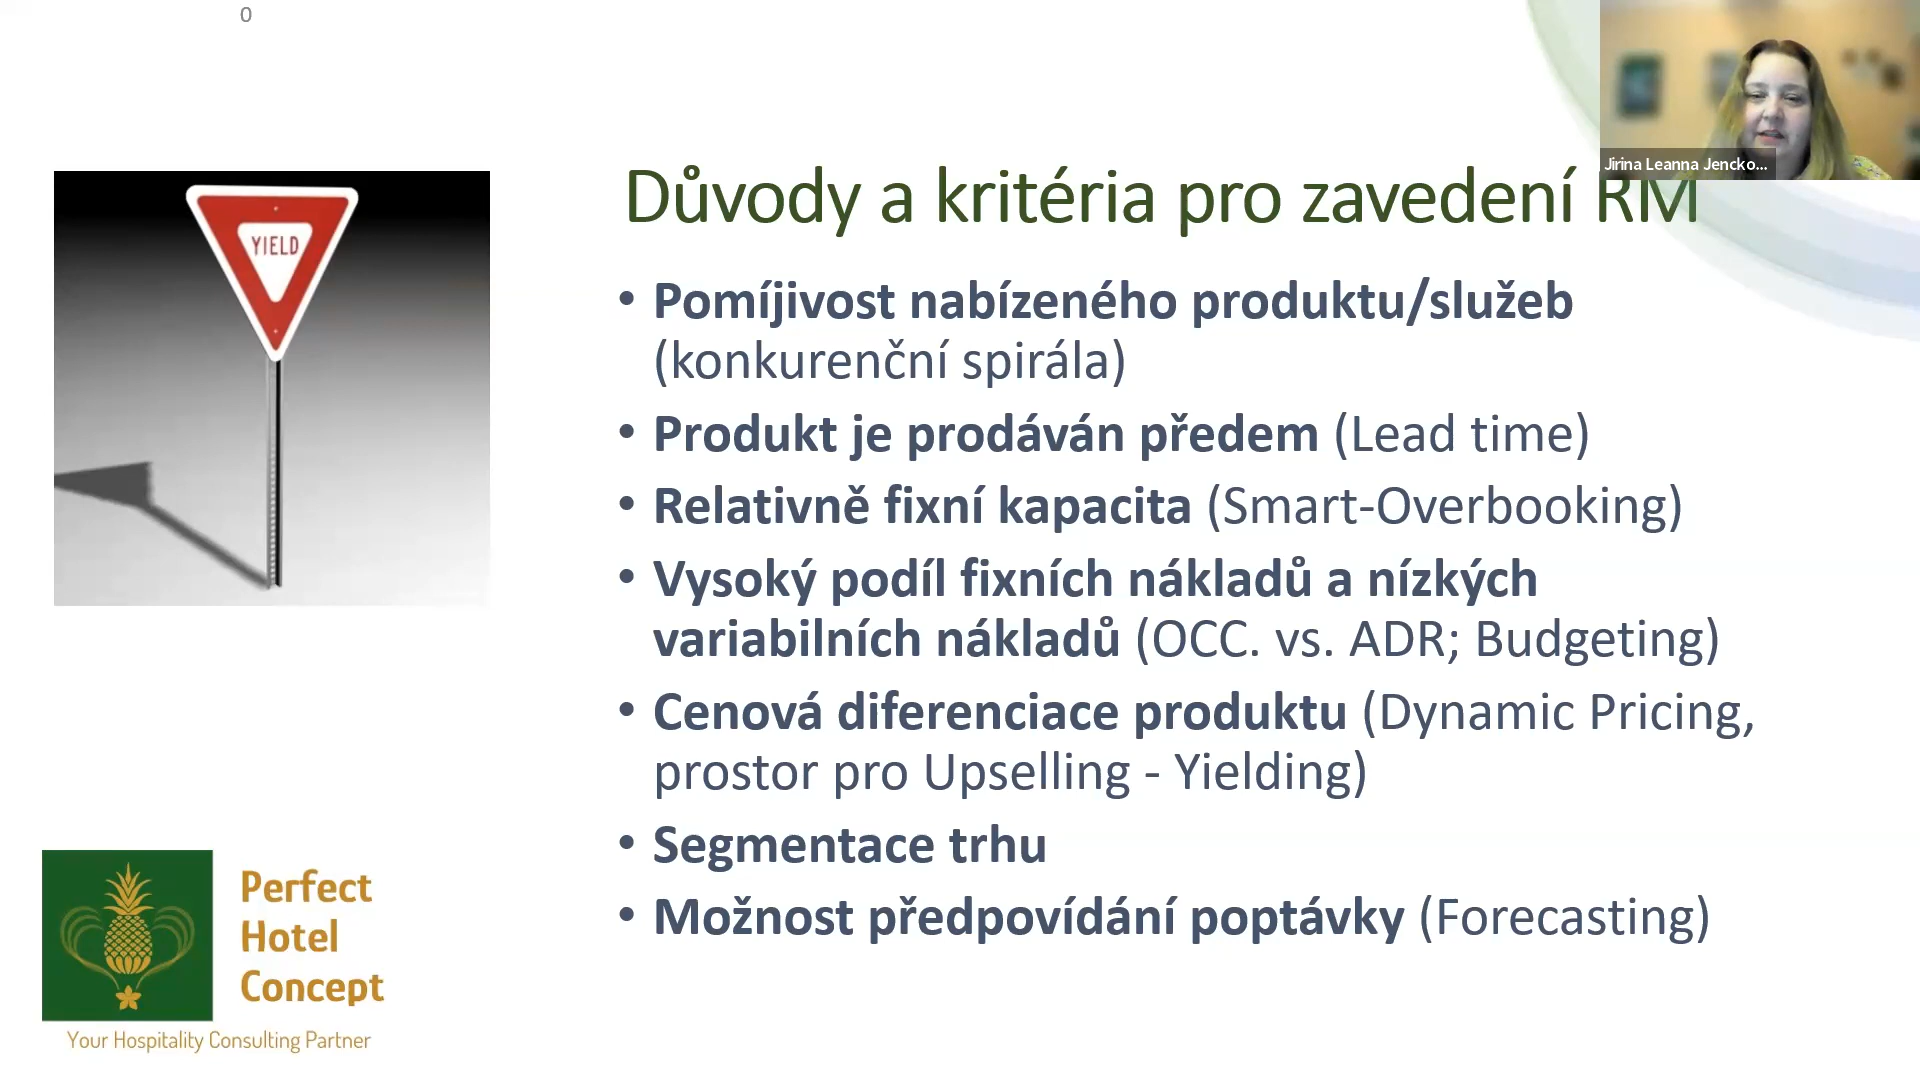 0
Jirina Leanna Jencko...
YIELD
Důvody a kritéria pro zavedení RM
• Pomíjivost nabízeného produktu/služeb
(konkurenční spirála)
• Produkt je prodáván předem (Lead time)
• Relativně fixní kapacita (Smart-Overbooking)
• Vysoký podíl fixních nákladů a nízkých
variabilních nákladů (OCC. vs. ADR; Budgeting)
• Cenová diferenciace produktu (Dynamic Pricing,
prostor pro Upselling - Yielding)
• Segmentace trhu
• Možnost předpovídání poptávky (Forecasting)
Perfect
Hotel
Concept
Your Hospitality Consulting Partner